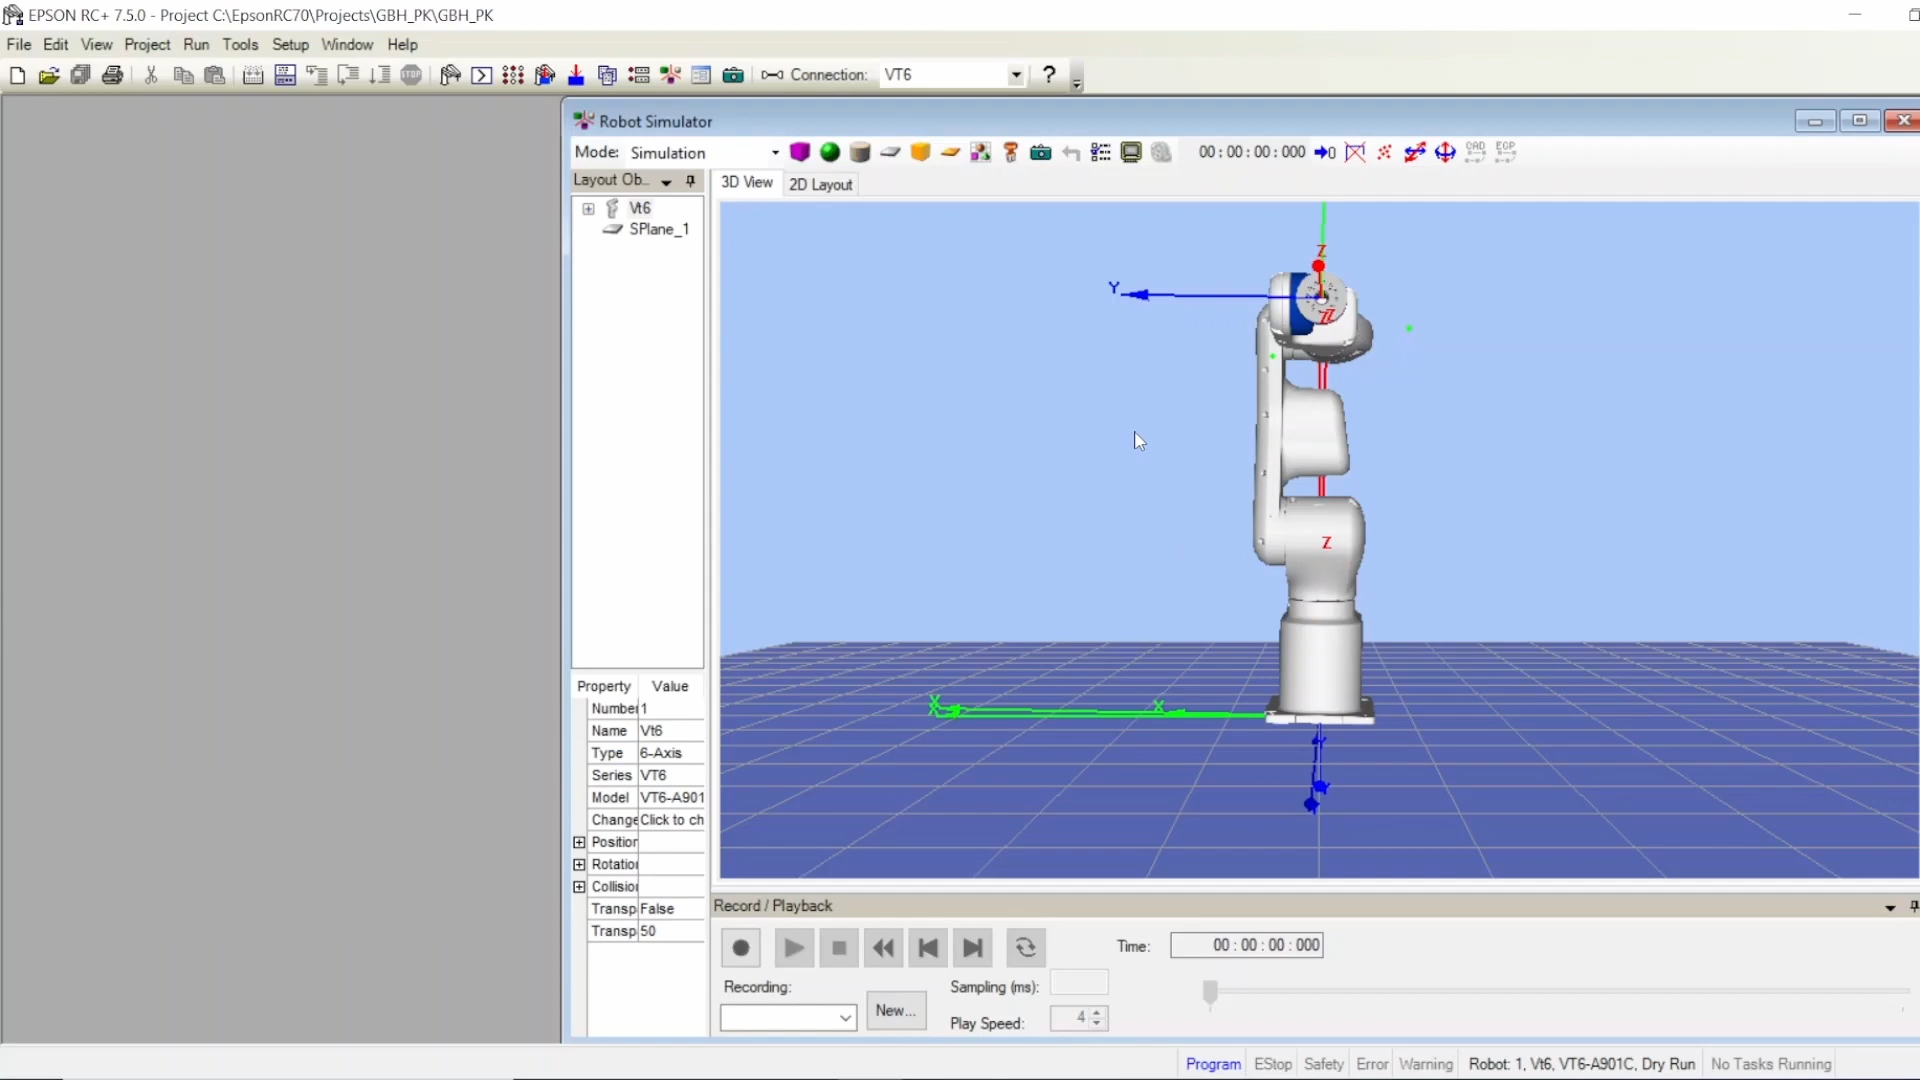 EPSON RC+ 7.5.0 - Project C:\EpsonRC70\Projects\GBH_PK\GBH_PK
File Edit View Project Run Tools Setup Window Help
STOP Connection: VT6 ?
Robot Simulator
Mode: Simulation 00 : 00 : 00 : 000 CAD ECP
Layout Ob...
3D View 2D Layout
Vt6
SPlane_1
Z
Y
ZZ
Z
X X
X
Y
Y
Property Value
Number 1
Name Vt6
Type 6-Axis
Series VT6
Model VT6-A901
Change Click to ch
Position
Rotation
Collision
Transp False
Transp 50
Record / Playback
Time: 00 : 00 : 00 : 000
Recording: New...
Sampling (ms):
Play Speed: 4
Program EStop Safety Error Warning Robot: 1, Vt6, VT6-A901C, Dry Run No Tasks Running